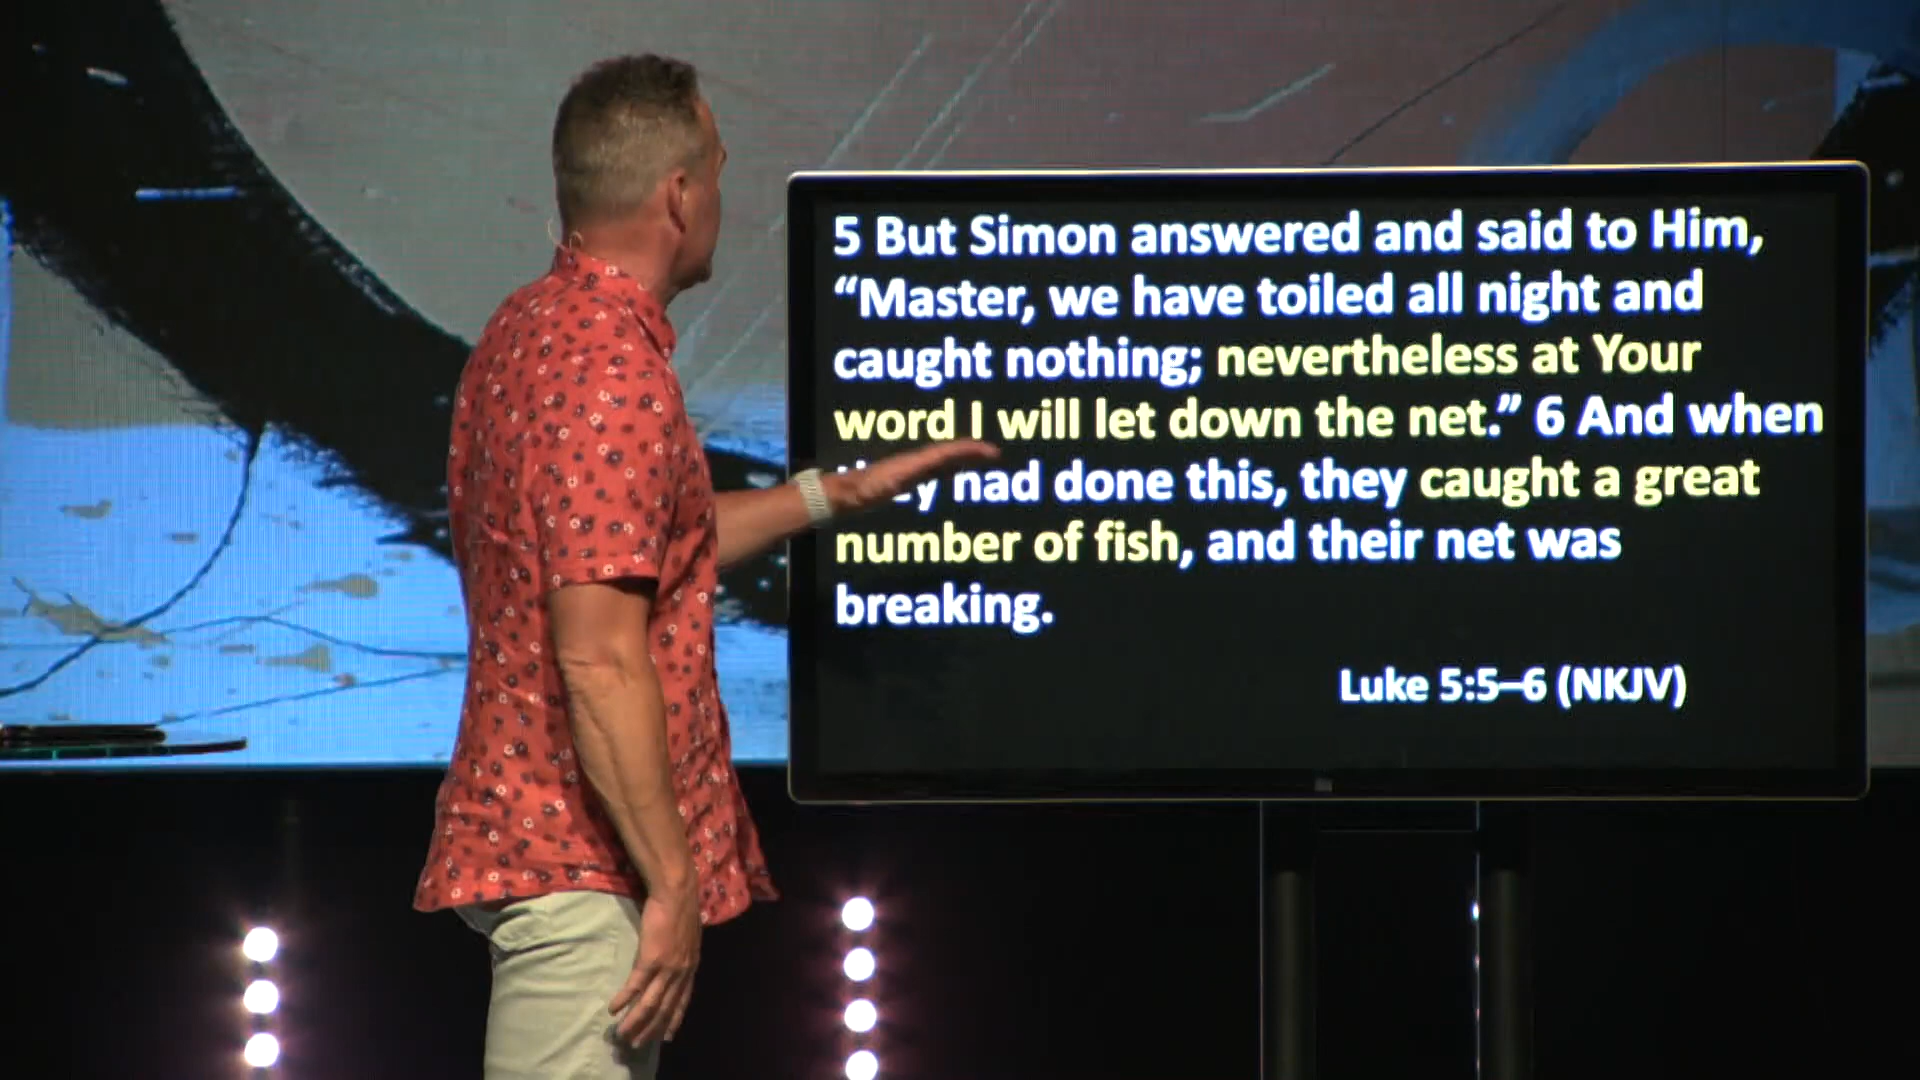 5 But Simon answered and said to Him,
“Master, we have toiled all night and
caught nothing; nevertheless at Your
word I will let down the net.” 6 And when
had done this, they caught a great
number of fish, and their net was
breaking.
Luke 5:5–6 (NKJV)